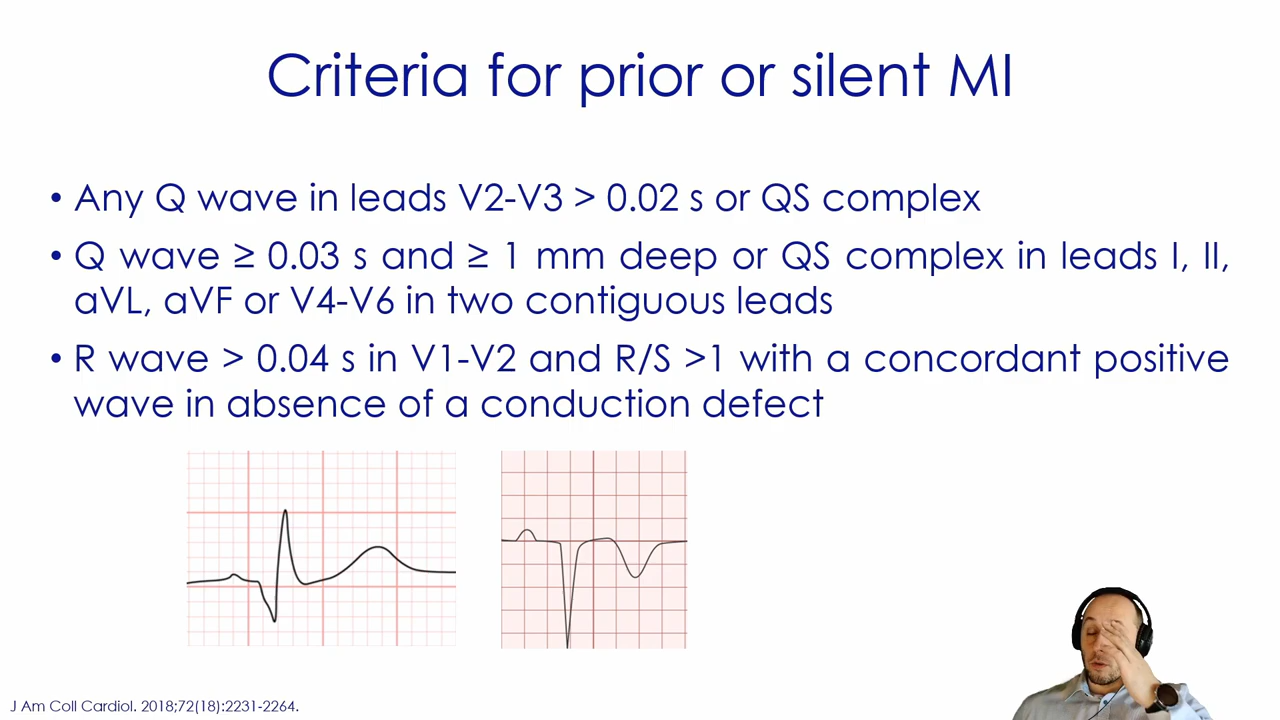 Criteria for prior or silent MI
• Any Q wave in leads V2-V3 > 0.02 s or QS complex
• Q wave ≥ 0.03 s and ≥ 1 mm deep or QS complex in leads I, II,
aVL, aVF or V4-V6 in two contiguous leads
• R wave > 0.04 s in V1-V2 and R/S >1 with a concordant positive
wave in absence of a conduction defect
J Am Coll Cardiol. 2018;72(18):2231-2264.